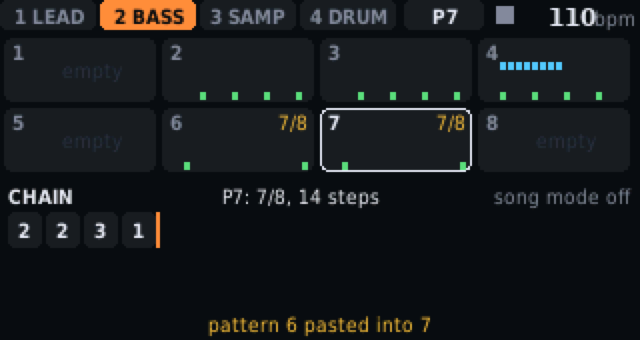 1 LEAD 2 BASS 3 SAMP 4 DRUM P7 110bpm
1 empty 2 3 4
5 empty 6 7/8 7 7/8 8 empty
CHAIN P7: 7/8, 14 steps song mode off
2 2 3 1
pattern 6 pasted into 7